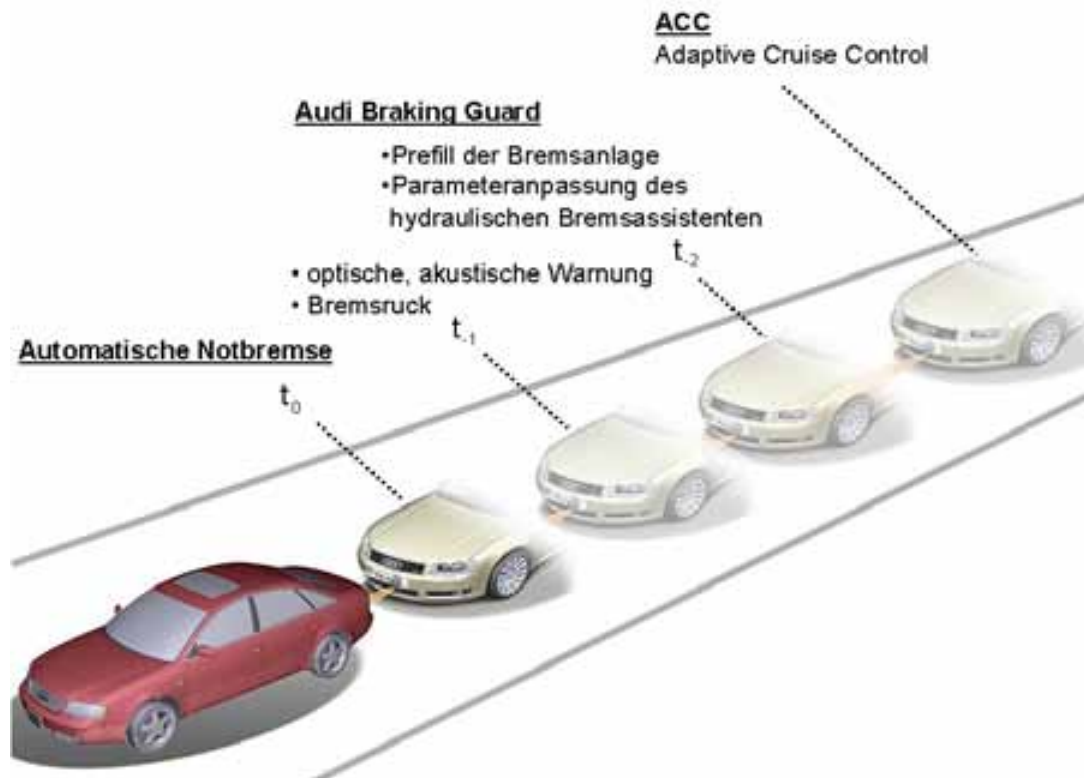 ACC
Adaptive Cruise Control
Audi Braking Guard
•Prefill der Bremsanlage
•Parameteranpassung des
hydraulischen Bremsassistenten
t-2
• optische, akustische Warnung
• Bremsruck
t-1
Automatische Notbremse
t0